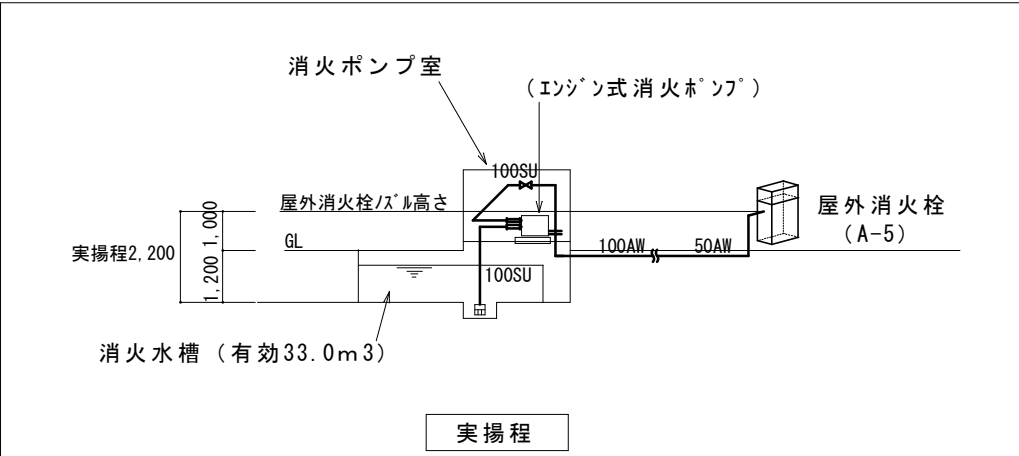 消火ポンプ室
(ｴﾝｼﾞﾝ式消火ﾎﾟﾝﾌﾟ)
100SU
屋外消火栓ﾉｽﾞﾙ高さ
屋外消火栓
(A-5)
1,000
GL
実揚程2,200
100AW
50AW
1,200
100SU
消火水槽(有効33.0m3)
実揚程